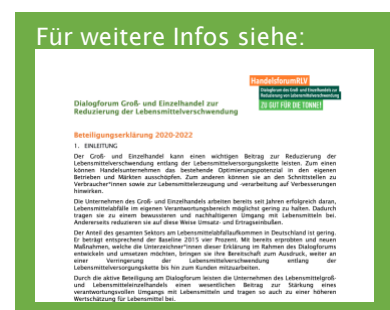 Für weitere Infos siehe:
HandelsforumRLV
Dialogforum des Groß- und Einzelhandels zur
Reduzierung von Lebensmittelverschwendung
ZU GUT FÜR DIE TONNE!
Dialogforum Groß- und Einzelhandel zur
Reduzierung der Lebensmittelverschwendung
Beteiligungserklärung 2020-2022
1. EINLEITUNG
Der Groß- und Einzelhandel kann einen wichtigen Beitrag zur Reduzierung der
Lebensmittelverschwendung entlang der Lebensmittelversorgungskette leisten. Zum einen
können Handelsunternehmen das bestehende Optimierungspotenzial in den eigenen
Betrieben und Märkten ausschöpfen. Zum anderen können sie an den Schnittstellen zu
Verbraucher*innen sowie zur Lebensmittelerzeugung und -verarbeitung auf Verbesserungen
hinwirken.
Die Unternehmen des Groß- und Einzelhandels arbeiten bereits seit Jahren erfolgreich daran,
Lebensmittelabfälle im eigenen Verantwortungsbereich möglichst gering zu halten. Dadurch
tragen sie zu einem bewussteren und nachhaltigeren Umgang mit Lebensmitteln bei.
Andererseits reduzieren sie auf diese Weise Umsatz- und Ertragseinbußen.
Der Anteil des gesamten Sektors am Lebensmittelabfallaufkommen in Deutschland ist gering.
Er beträgt entsprechend der Baseline 2015 vier Prozent. Mit bereits erprobten und neuen
Maßnahmen, welche die Unterzeichner*innen dieser Erklärung im Rahmen des Dialogforums
entwickeln und umsetzen möchten, bringen sie ihre Bereitschaft zum Ausdruck, weiter an
einer Verringerung der Lebensmittelverschwendung entlang der
Lebensmittelversorgungskette bis hin zum Kunden mitzuarbeiten.
Durch die aktive Beteiligung am Dialogforum leisten die Unternehmen des Lebensmittelgroß-
und Lebensmitteleinzelhandels einen wesentlichen Beitrag zur Stärkung eines
verantwortungsvollen Umgangs mit Lebensmitteln und tragen so auch zu einer höheren
Wertschätzung für Lebensmittel bei.